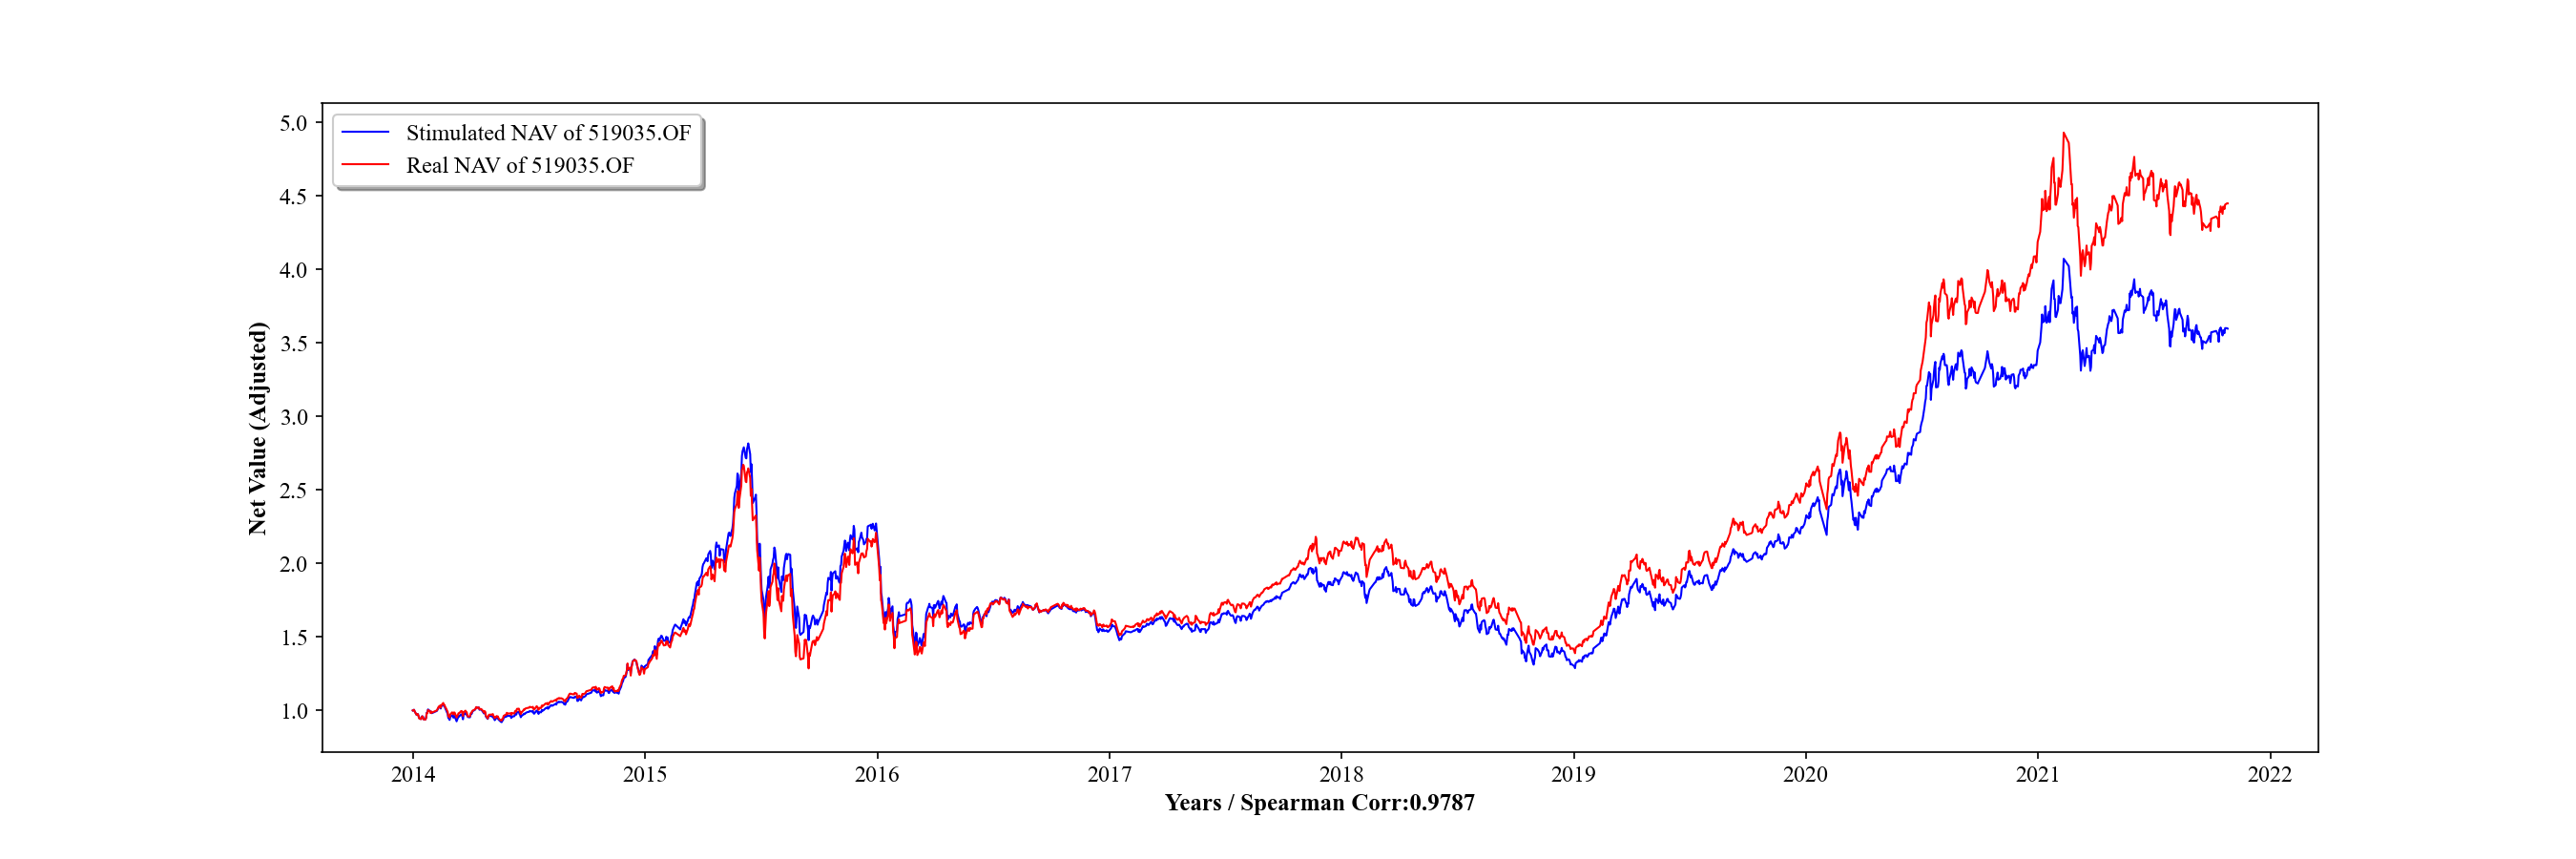 Stimulated NAV of 519035.OF
Real NAV of 519035.OF
Net Value (Adjusted)
5.0
4.5
4.0
3.5
3.0
2.5
2.0
1.5
1.0
2014 2015 2016 2017 2018 2019 2020 2021 2022
Years / Spearman Corr:0.9787